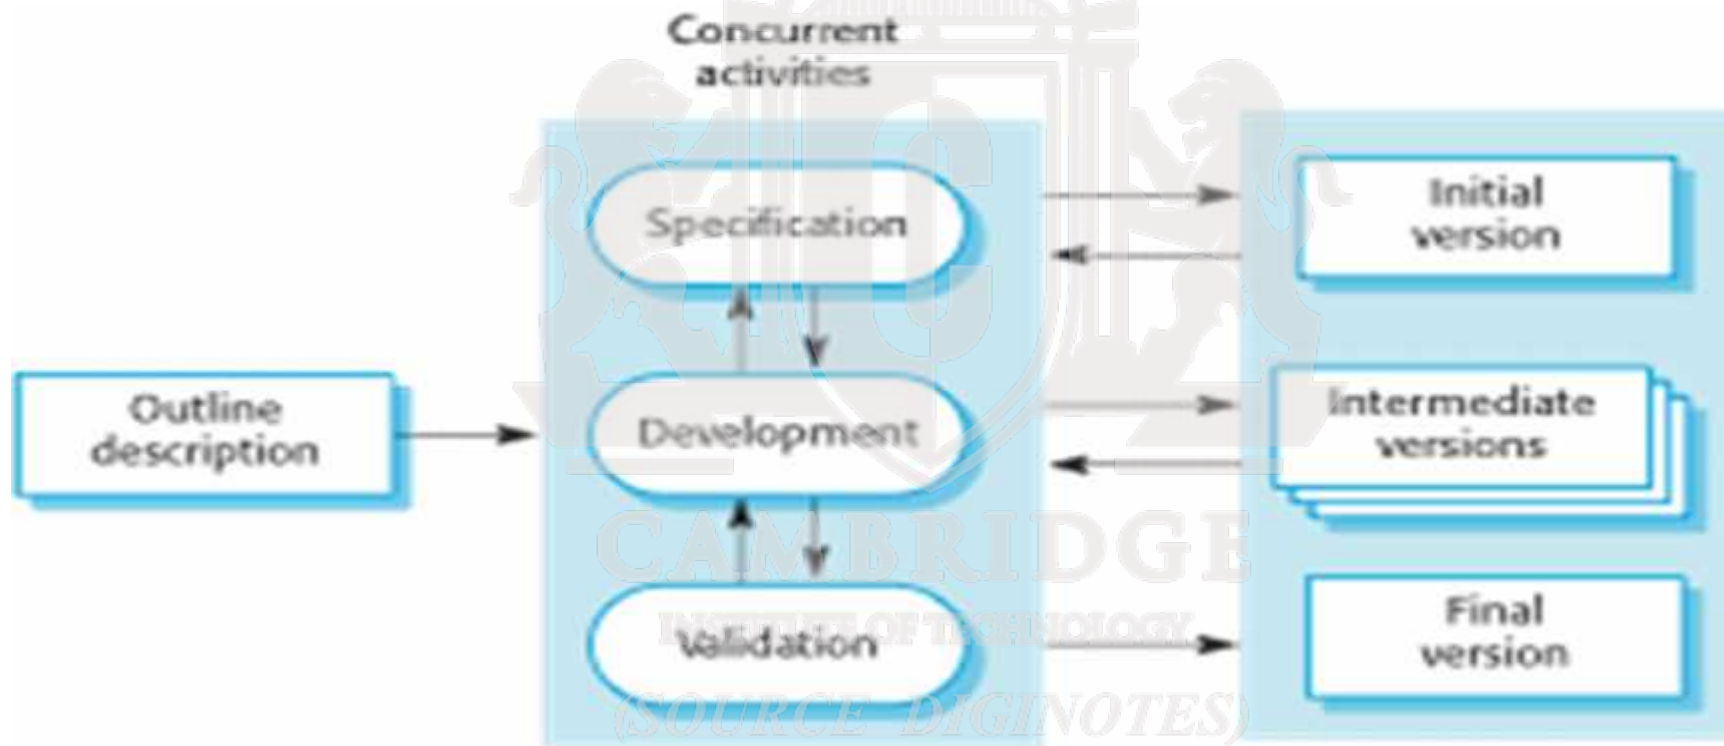 Concurrent
activities
Specification
Initial
version
Outline
description
Development
Intermediate
versions
Validation
Final
version
CAMBRIDGE
INSTITUTE OF TECHNOLOGY
(SOURCE DIGINOTES)